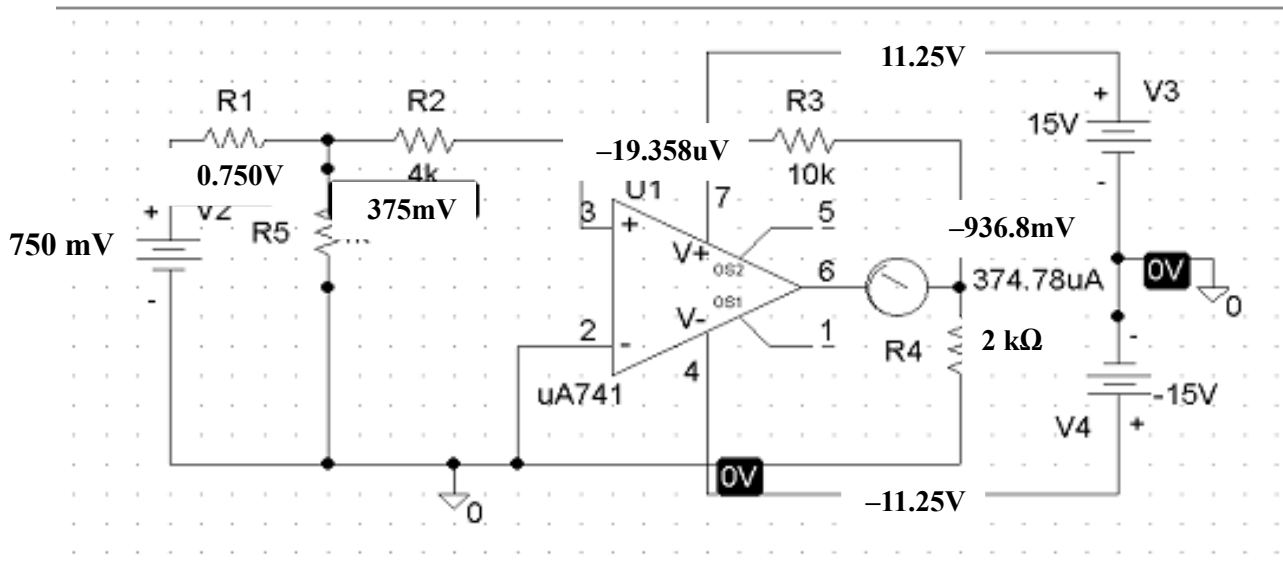 11.25V
R1
R2
R3
+
V3
15V
–19.358uV
0.750V
4k
10k
-
U1
375mV
7
5
+
V2
R5
3
+
750 mV
V+
OS2
–936.8mV
6
374.78uA
0V
0
-
OS1
V-
2
-
1
R4
2 kΩ
-
4
uA741
-15V
V4
+
0V
0
–11.25V